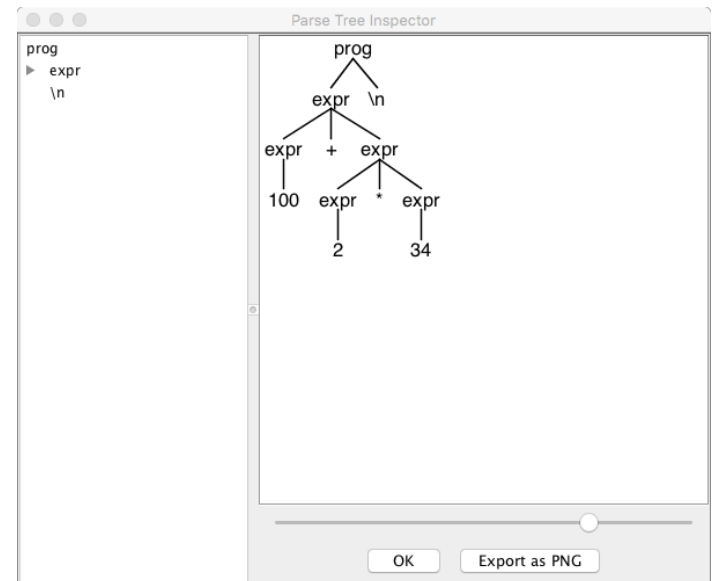 Parse Tree Inspector
prog
expr
\n
prog
expr \n
expr + expr
100 expr * expr
2 34
OK Export as PNG